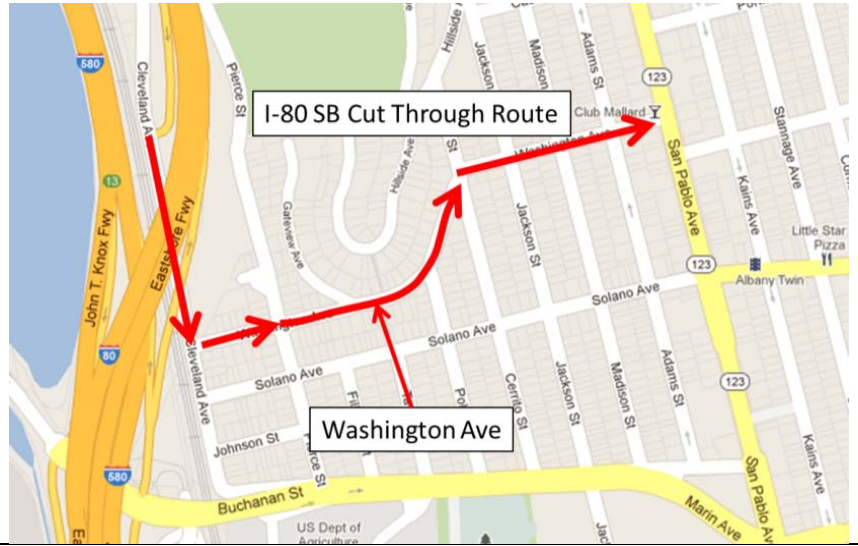 580
Cleveland Ave
Pierce St
Hillside
Jackson
Madison
Adams St
123
Club Mallard
I-80 SB Cut Through Route
Washington Ave
San Pablo Ave
Stannage Ave
Kains Ave
13
John T. Knox Fwy
Eastshore Fwy
Gateview Ave
Hillside Ave
Jackson St
Little Star
Pizza
123
Albany Twin
Solano Ave
80
Cleveland Ave
Solano Ave
Solano Ave
Cerrito St
Jackson St
Madison St
Adams St
123
Johnson St
Pierce St
Washington Ave
Kains Ave
580
Buchanan St
Marin Ave
San Pablo Ave
US Dept of
Agriculture